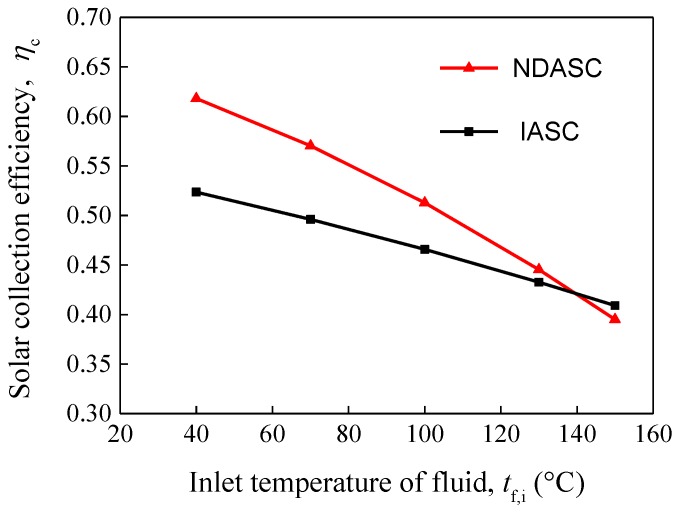 0.70
0.65
0.60
0.55
0.50
0.45
0.40
0.35
0.30
Solar collection efficiency, ηc
NDASC
IASC
20 40 60 80 100 120 140 160
Inlet temperature of fluid, tf,i (°C)